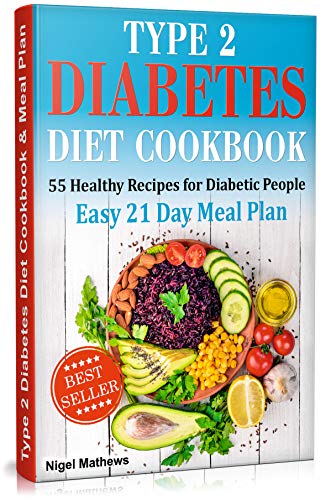 TYPE 2
DIABETES
DIET COOKBOOK
55 Healthy Recipes for Diabetic People
Easy 21 Day Meal Plan
BEST
SELLER
Nigel Mathews
Type 2 Diabetes Diet Cookbook & Meal Plan